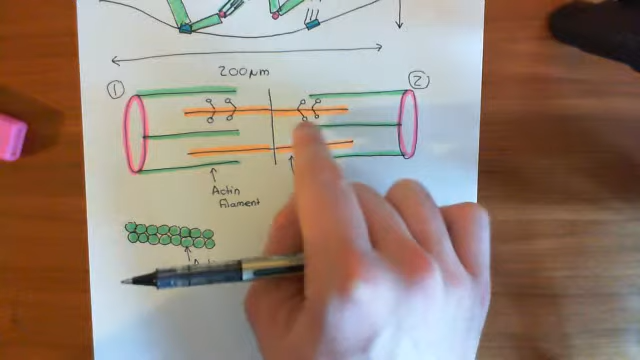 200µm
①
②
Actin
Filament